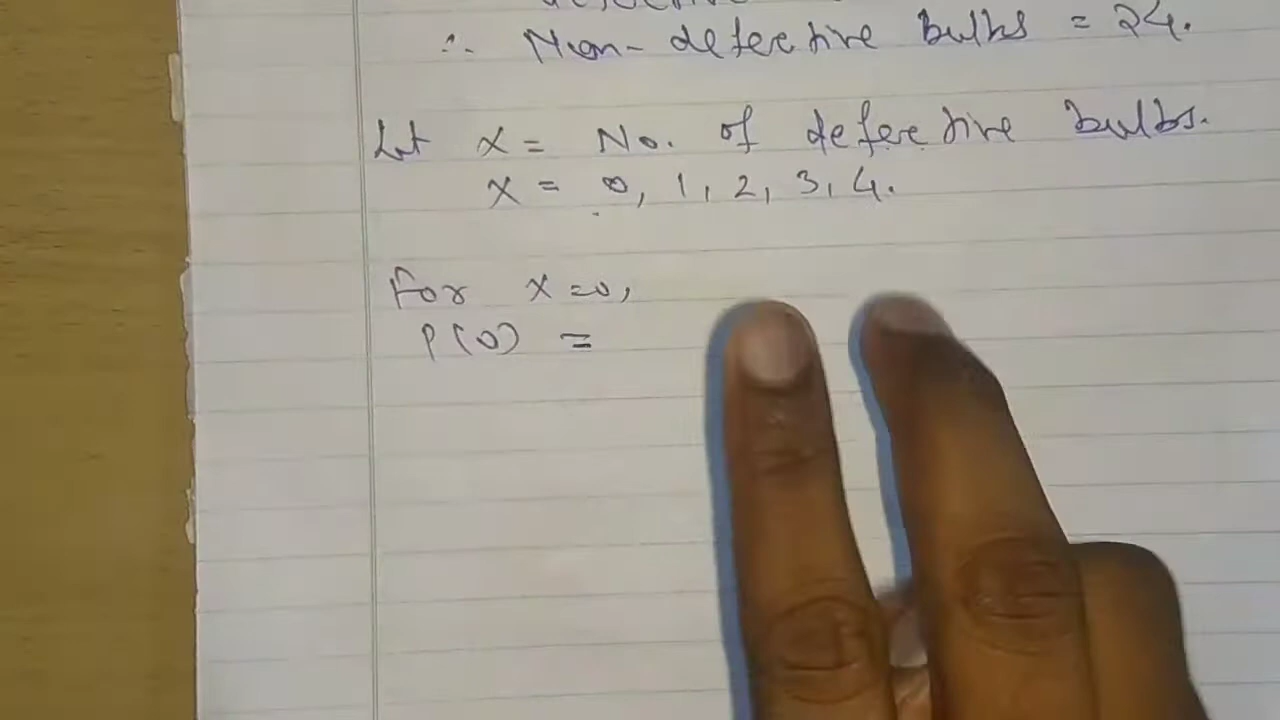 ∴ Non-defective bulbs = 24.
Let x = No. of defective bulbs.
x = 0, 1, 2, 3, 4.
For x = 0,
P(0) =